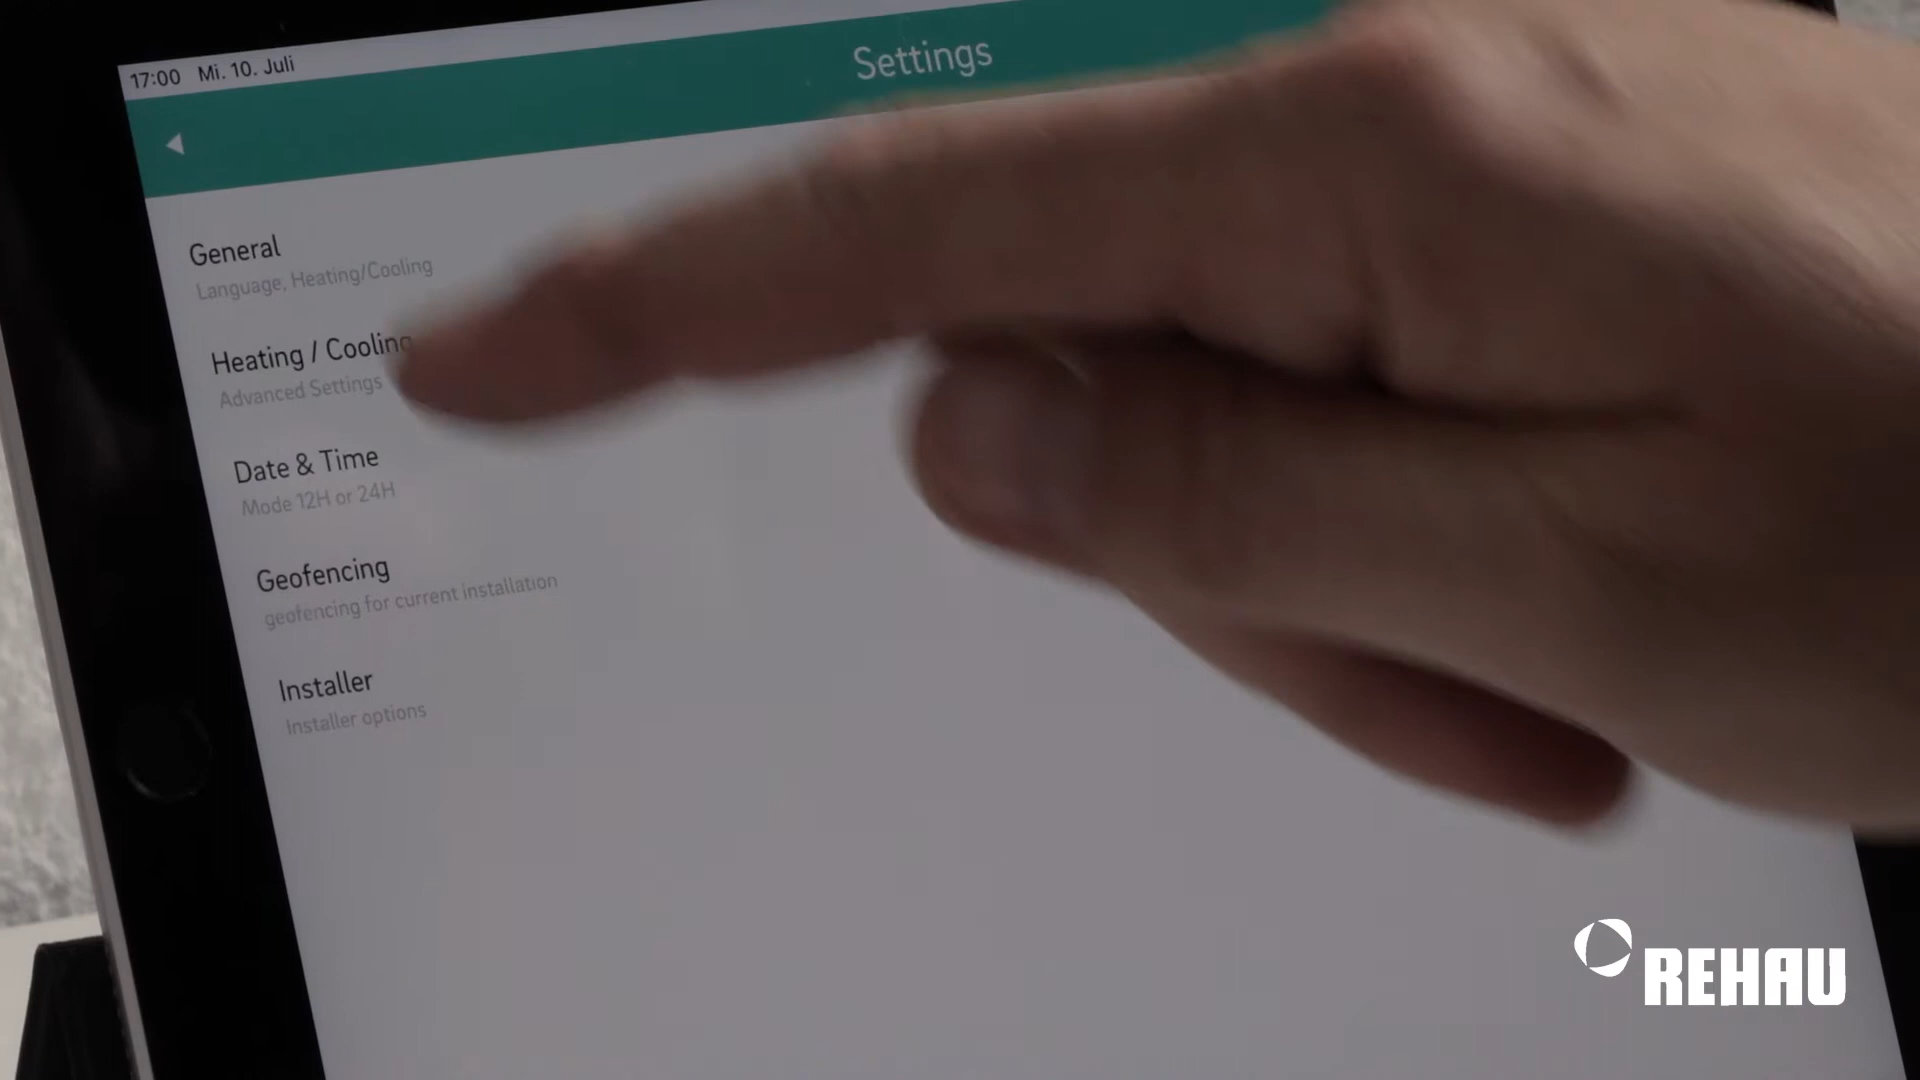 17:00 Mi. 10. Juli
Settings
General
Language, Heating/Cooling
Heating / Cooling
Advanced Settings
Date & Time
Mode 12H or 24H
Geofencing
geofencing for current installation
Installer
Installer options
REHAU